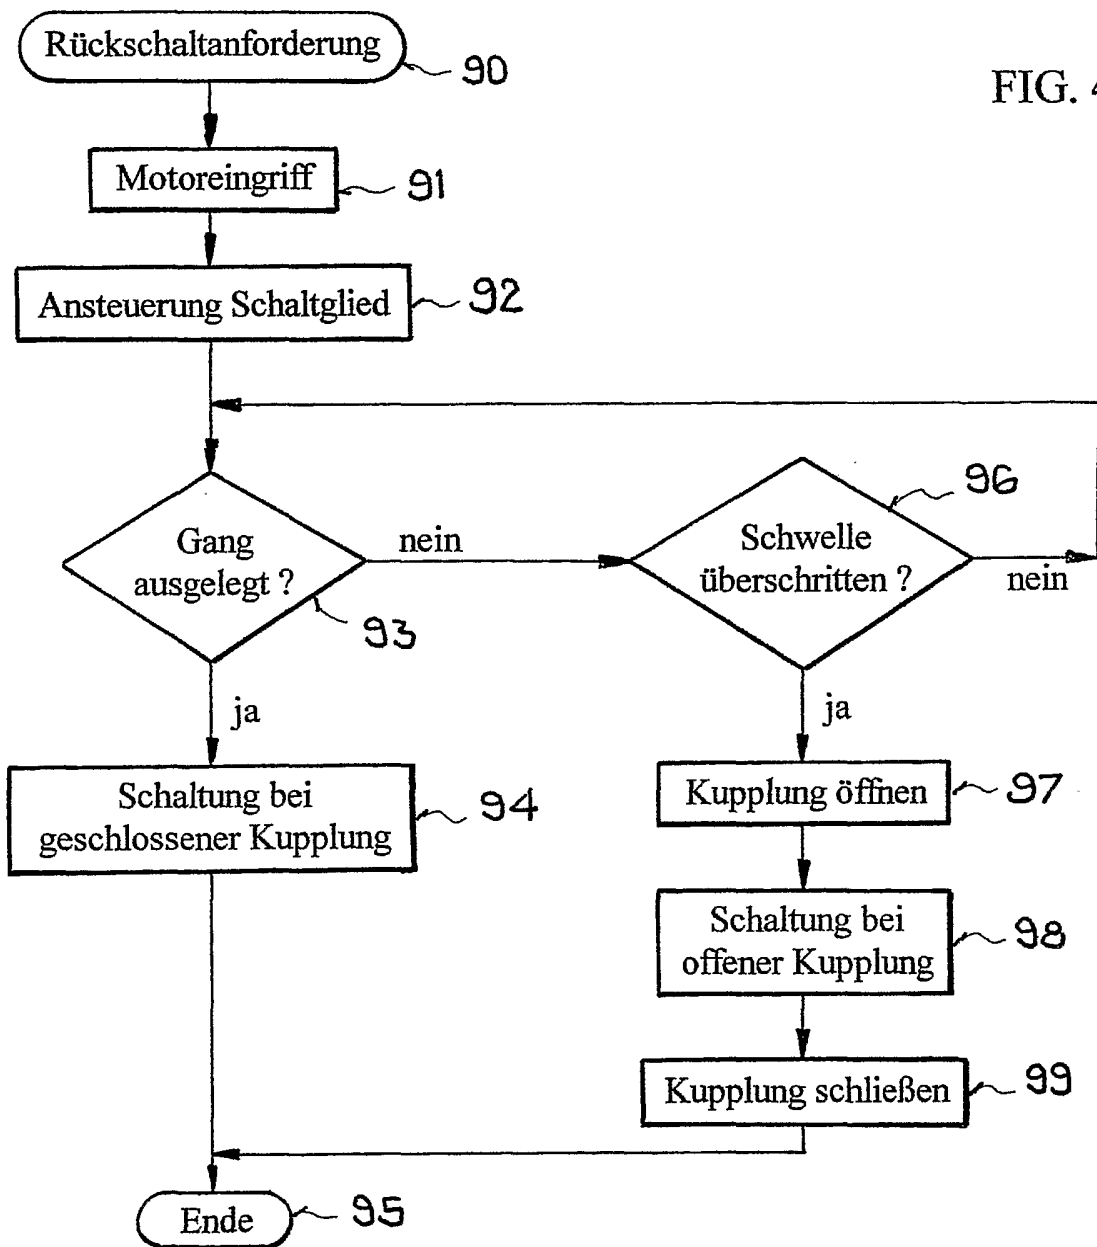 Rückschaltanforderung
90
FIG. 4
Motoreingriff
91
Ansteuerung Schaltglied
92
Gang
ausgelegt ?
93
nein
Schwelle
überschritten ?
96
nein
ja
ja
Schaltung bei
geschlossener Kupplung
94
Kupplung öffnen
97
Schaltung bei
offener Kupplung
98
Kupplung schließen
99
Ende
95